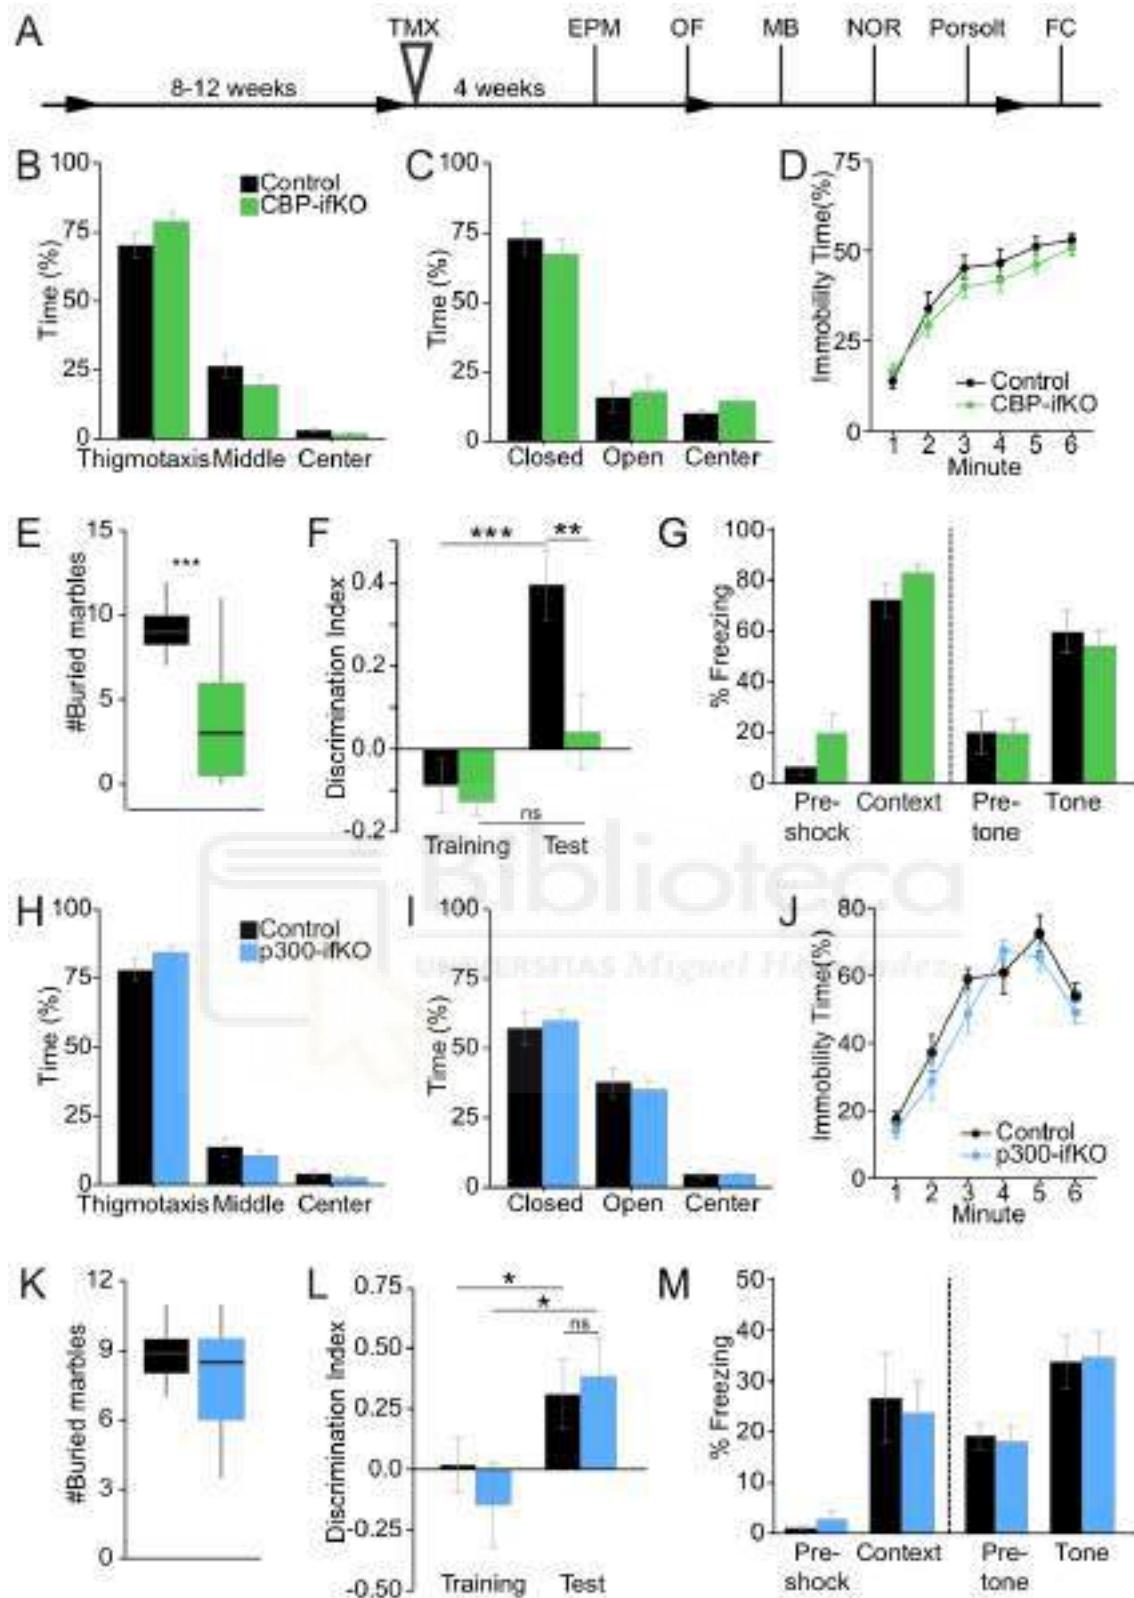 A
TMX EPM OF MB NOR Porsolt FC
8-12 weeks 4 weeks
B
100
75
50
25
0
Time (%)
Control
CBP-ifKO
Thigmotaxis Middle Center
C
100
75
50
25
0
Time (%)
Closed Open Center
D
75
50
25
0
Immobility Time(%)
Control
CBP-ifKO
1 2 3 4 5 6
Minute
E
15
10
5
0
#Buried marbles
***
F
0.4
0.2
0.0
-0.2
Discrimination Index
*** **
ns
Training Test
G
100
80
60
40
20
0
% Freezing
Pre-shock Context Pre-tone Tone
Biblioteca
UNIVERSITAS Miguel Hernández
H
100
75
50
25
0
Time (%)
Control
p300-ifKO
Thigmotaxis Middle Center
I
100
75
50
25
0
Time (%)
Closed Open Center
J
80
60
40
20
0
Immobility Time(%)
Control
p300-ifKO
1 2 3 4 5 6
Minute
K
12
9
6
3
0
#Buried marbles
L
0.75
0.50
0.25
0.0
-0.25
-0.50
Discrimination Index
*
*
ns
Training Test
M
50
40
30
20
10
0
% Freezing
Pre-shock Context Pre-tone Tone